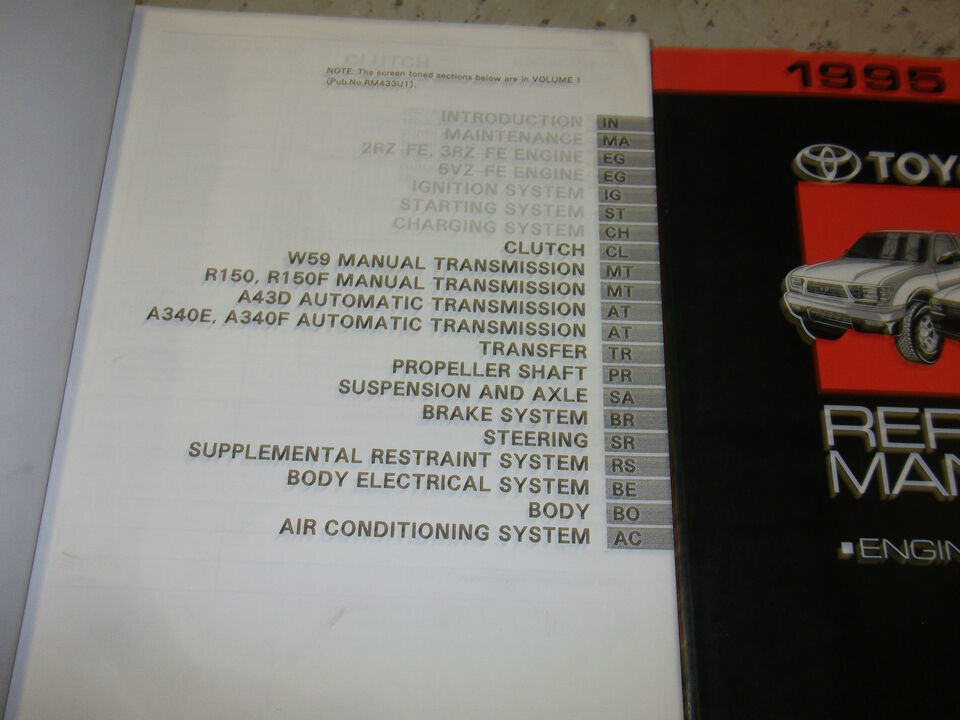 NOTE: The screen toned sections below are in VOLUME 1
(Pub.No.RM433U1).
INTRODUCTION IN
MAINTENANCE MA
2RZ-FE, 3RZ-FE ENGINE EG
5VZ-FE ENGINE EG
IGNITION SYSTEM IG
STARTING SYSTEM ST
CHARGING SYSTEM CH
CLUTCH CL
W59 MANUAL TRANSMISSION MT
R150, R150F MANUAL TRANSMISSION MT
A43D AUTOMATIC TRANSMISSION AT
A340E, A340F AUTOMATIC TRANSMISSION AT
TRANSFER TR
PROPELLER SHAFT PR
SUSPENSION AND AXLE SA
BRAKE SYSTEM BR
STEERING SR
SUPPLEMENTAL RESTRAINT SYSTEM RS
BODY ELECTRICAL SYSTEM BE
BODY BO
AIR CONDITIONING SYSTEM AC
1995
TOYO
REP
MAN
ENGIN